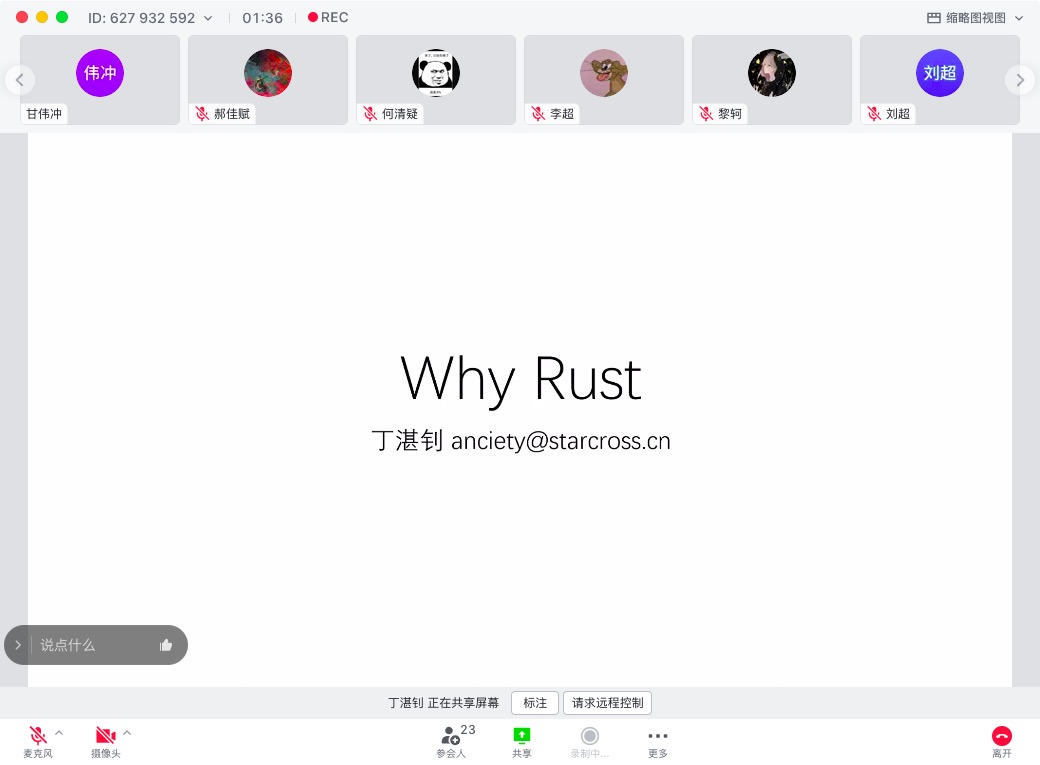 ID: 627 932 592
01:36
REC
缩略图视图
伟冲
刘超
甘伟冲
郝佳赋
何清疑
李超
黎轲
刘超
Why Rust
丁湛钊 anciety@starcross.cn
说点什么
丁湛钊 正在共享屏幕
标注
请求远程控制
23
麦克风
摄像头
参会人
共享
录制中...
更多
离开